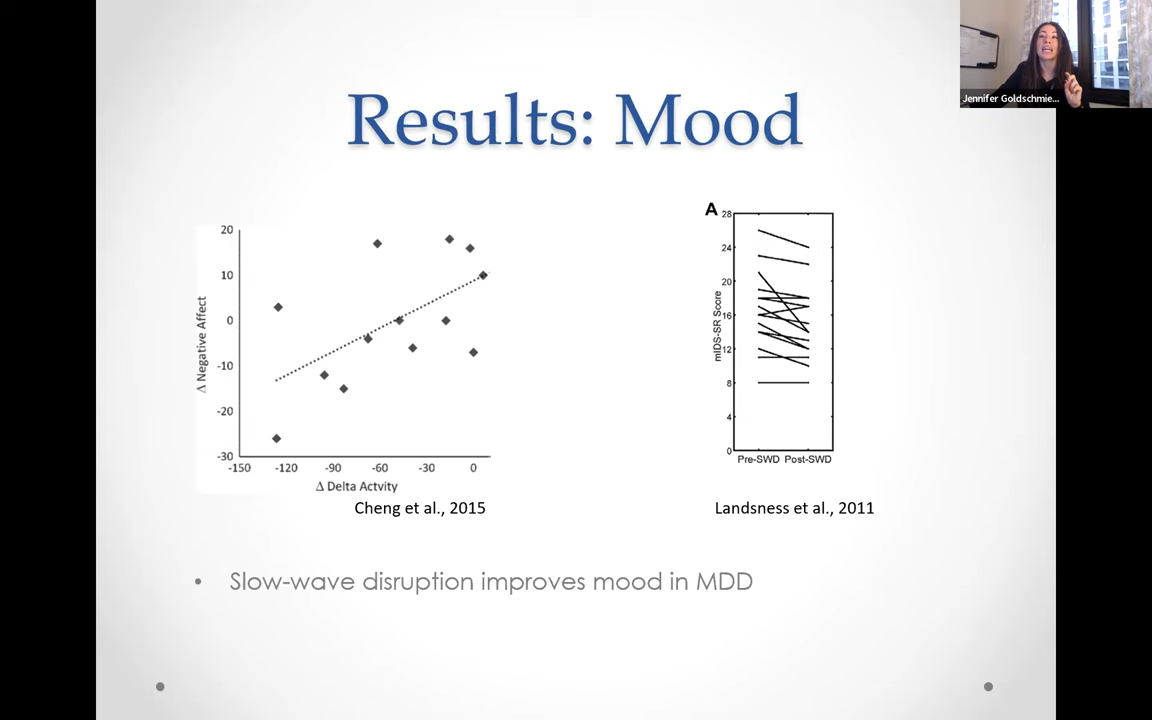 Jennifer Goldschmie...
Results: Mood
20
10
0
-10
-20
-30
Δ Negative Affect
-150 -120 -90 -60 -30 0
Δ Delta Actvity
Cheng et al., 2015
A
28
24
20
16
12
8
4
0
mIDS-SR Score
Pre-SWD Post-SWD
Landsness et al., 2011
• Slow-wave disruption improves mood in MDD